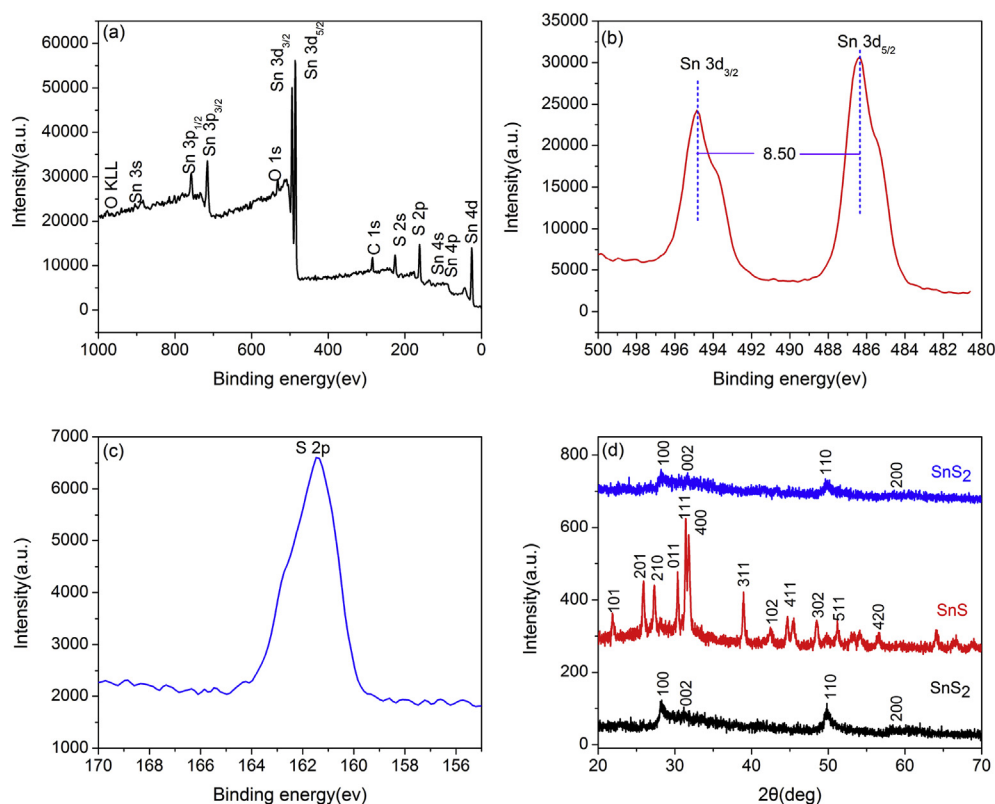 (a)
Intensity(a.u.)
60000
50000
40000
30000
20000
10000
0
O KLL
Sn 3s
Sn 3p1/2
Sn 3p3/2
O 1s
Sn 3d3/2
Sn 3d5/2
C 1s
S 2s
S 2p
Sn 4s
Sn 4p
Sn 4d
1000 800 600 400 200 0
Binding energy(ev)
(b)
Intensity(a.u.)
35000
30000
25000
20000
15000
10000
5000
0
Sn 3d3/2
Sn 3d5/2
8.50
500 498 496 494 492 490 488 486 484 482 480
Binding energy(ev)
(c)
Intensity(a.u.)
7000
6000
5000
4000
3000
2000
1000
S 2p
170 168 166 164 162 160 158 156
Binding energy(ev)
(d)
Intensity(a.u.)
800
600
400
200
0
100
002
110
200
SnS2
101
201
210
011
111
400
311
102
411
302
511
420
SnS
100
002
110
200
SnS2
20 30 40 50 60 70
2θ(deg)